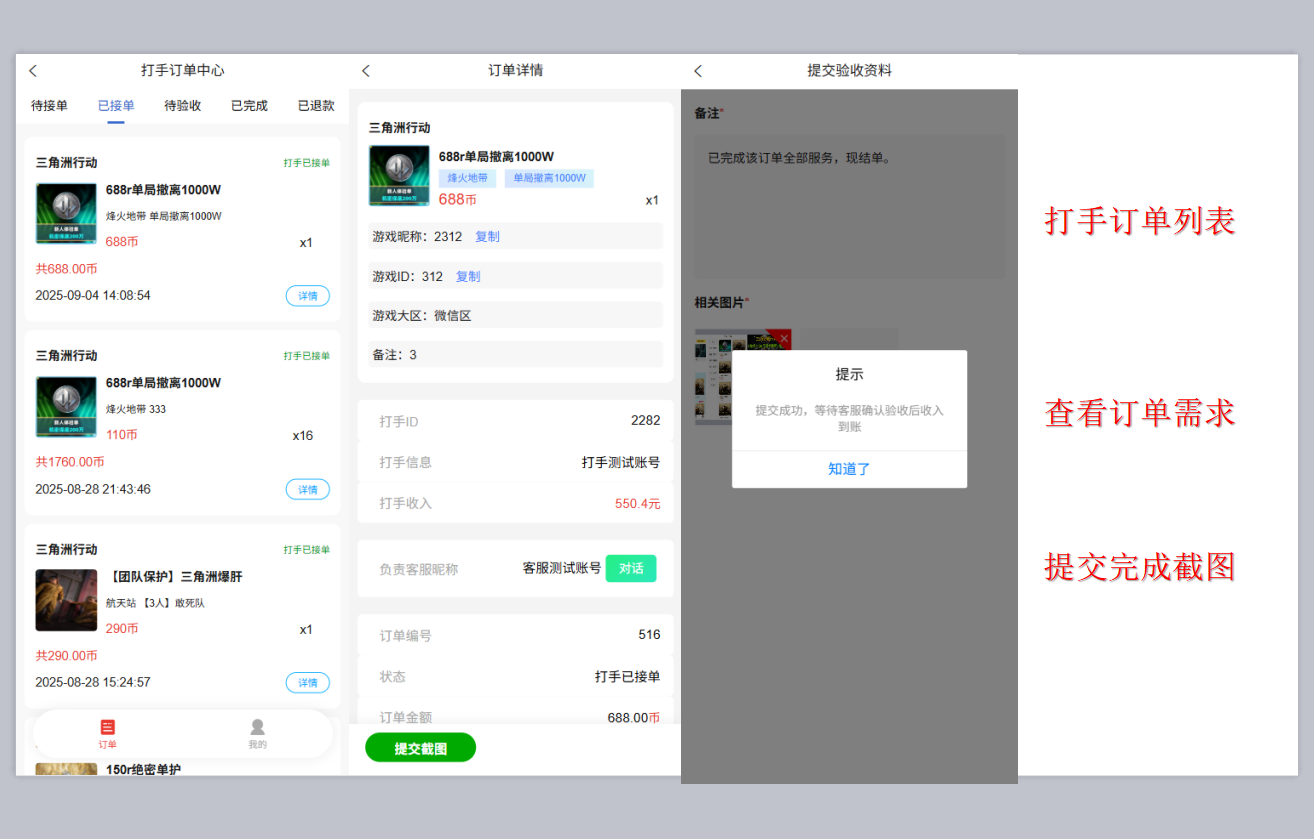 打手订单中心
待接单 已接单 待验收 已完成 已退款
三角洲行动 打手已接单
688r单局撤离1000W
烽火地带 单局撤离1000W
688币 x1
共688.00币
2025-09-04 14:08:54 详情
三角洲行动 打手已接单
688r单局撤离1000W
烽火地带 333
110币 x16
共1760.00币
2025-08-28 21:43:46 详情
三角洲行动 打手已接单
【团队保护】三角洲爆肝
航天站 【3人】敢死队
290币 x1
共290.00币
2025-08-28 15:24:57 详情
订单 我的
150r绝密单护
订单详情
三角洲行动
688r单局撤离1000W
烽火地带 单局撤离1000W
688币 x1
游戏昵称：2312 复制
游戏ID：312 复制
游戏大区：微信区
备注：3
打手ID 2282
打手信息 打手测试账号
打手收入 550.4元
负责客服昵称 客服测试账号 对话
订单编号 516
状态 打手已接单
订单金额 688.00币
提交截图
提交验收资料
备注*
已完成该订单全部服务，现结单。
相关图片*
提示
提交成功，等待客服确认验收后收入
到账
知道了
打手订单列表
查看订单需求
提交完成截图